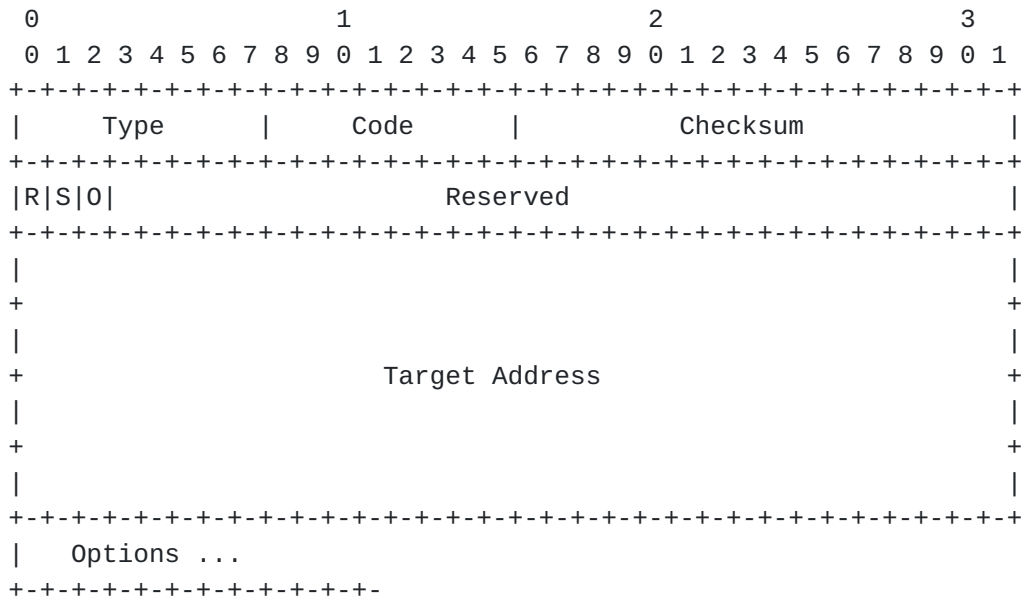 0                   1                   2                   3
 0 1 2 3 4 5 6 7 8 9 0 1 2 3 4 5 6 7 8 9 0 1 2 3 4 5 6 7 8 9 0 1
+-+-+-+-+-+-+-+-+-+-+-+-+-+-+-+-+-+-+-+-+-+-+-+-+-+-+-+-+-+-+-+-+
|     Type      |     Code      |          Checksum             |
+-+-+-+-+-+-+-+-+-+-+-+-+-+-+-+-+-+-+-+-+-+-+-+-+-+-+-+-+-+-+-+-+
|R|S|O|                     Reserved                            |
+-+-+-+-+-+-+-+-+-+-+-+-+-+-+-+-+-+-+-+-+-+-+-+-+-+-+-+-+-+-+-+-+
|                                                               |
+                                                               +
|                                                               |
+                       Target Address                          +
|                                                               |
+                                                               +
|                                                               |
+-+-+-+-+-+-+-+-+-+-+-+-+-+-+-+-+-+-+-+-+-+-+-+-+-+-+-+-+-+-+-+-+
|   Options ...
+-+-+-+-+-+-+-+-+-+-+-+-